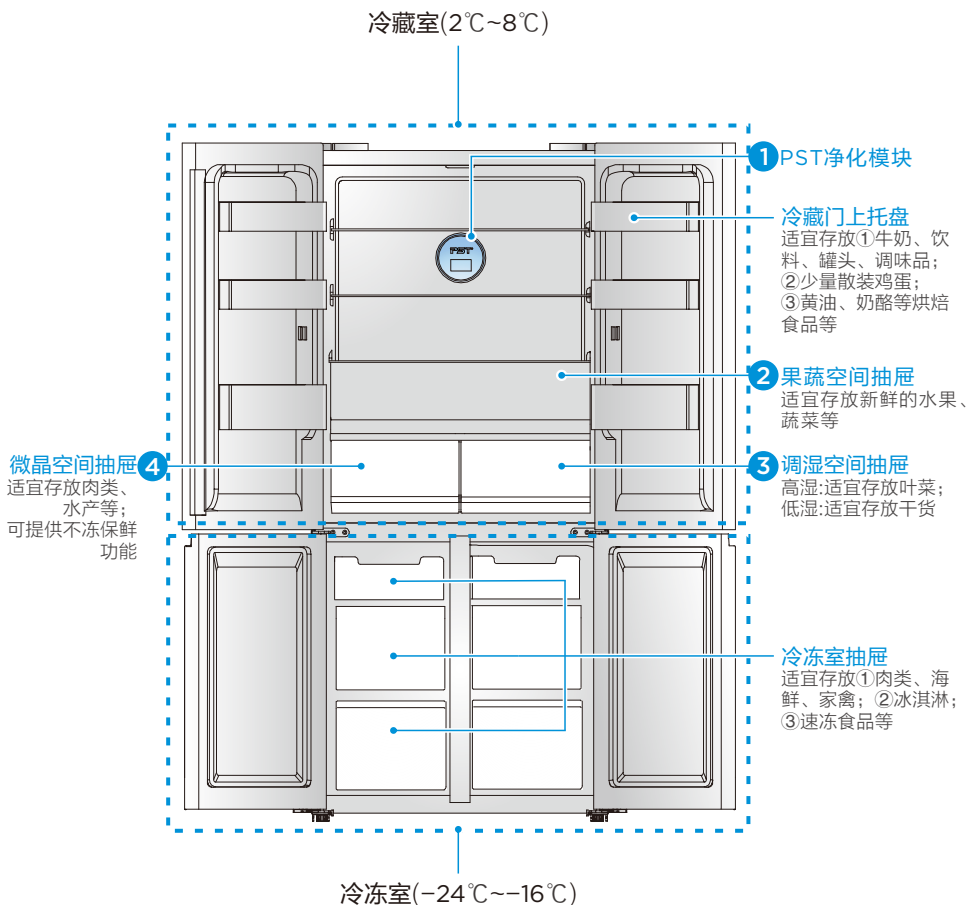 冷藏室(2℃~8℃)
1 PST净化模块
PST
冷藏门上托盘
适宜存放①牛奶、饮
料、罐头、调味品；
②少量散装鸡蛋；
③黄油、奶酪等烘焙
食品等
2 果蔬空间抽屉
适宜存放新鲜的水果、
蔬菜等
微晶空间抽屉 4
适宜存放肉类、
水产等；
可提供不冻保鲜
功能
3 调湿空间抽屉
高湿:适宜存放叶菜；
低湿:适宜存放干货
冷冻室抽屉
适宜存放①肉类、海
鲜、家禽；②冰淇淋；
③速冻食品等
冷冻室(−24℃~−16℃)